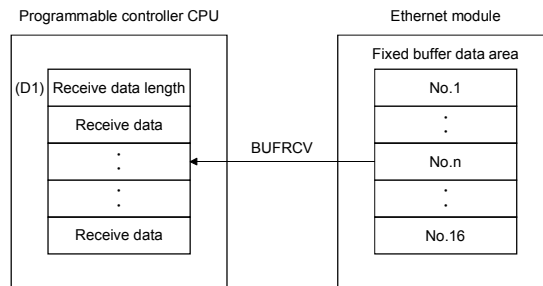 Programmable controller CPU
Ethernet module
Fixed buffer data area
(D1) Receive data length
No.1
Receive data
:
:
BUFRCV
:
No.n
:
:
Receive data
No.16